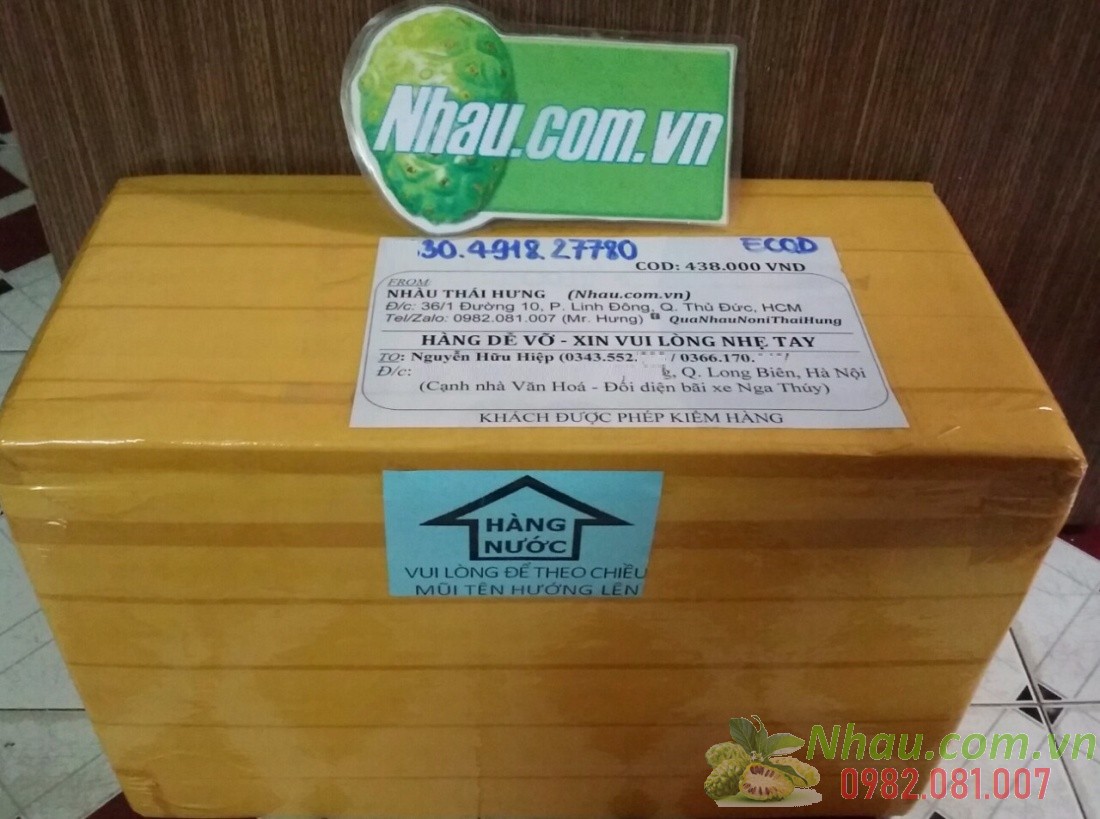 Nhau.com.vn
30.4918.27780 ECOD
COD: 438.000 VND
FROM:
NHÀU THÁI HƯNG (Nhau.com.vn)
Đ/c: 36/1 Đường 10, P. Linh Đông, Q. Thủ Đức, HCM
Tel/Zalo: 0982.081.007 (Mr. Hưng) QuaNhauNoniThaiHung
HÀNG DỄ VỠ - XIN VUI LÒNG NHẸ TAY
TO: Nguyễn Hữu Hiệp (0343.552. / 0366.170. /
Đ/c: g, Q. Long Biên, Hà Nội
(Cạnh nhà Văn Hoá - Đối diện bãi xe Nga Thúy)
KHÁCH ĐƯỢC PHÉP KIỂM HÀNG
HÀNG
NƯỚC
VUI LÒNG ĐỂ THEO CHIỀU
MŨI TÊN HƯỚNG LÊN
Nhau.com.vn
0982.081.007